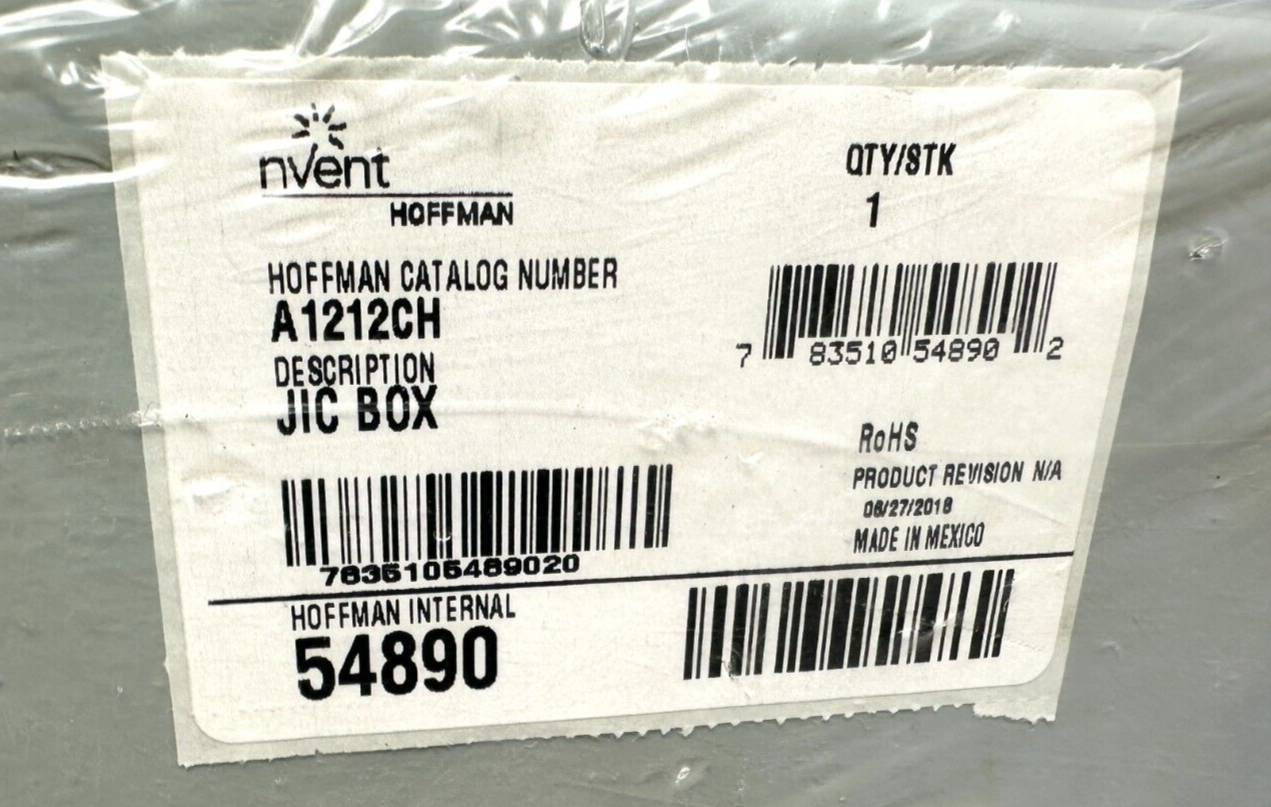 nVent
HOFFMAN
QTY/STK
1
HOFFMAN CATALOG NUMBER
A1212CH
DESCRIPTION
JIC BOX
7 83510 54890 2
RoHS
PRODUCT REVISION N/A
06/27/2018
MADE IN MEXICO
7835105489020
HOFFMAN INTERNAL
54890